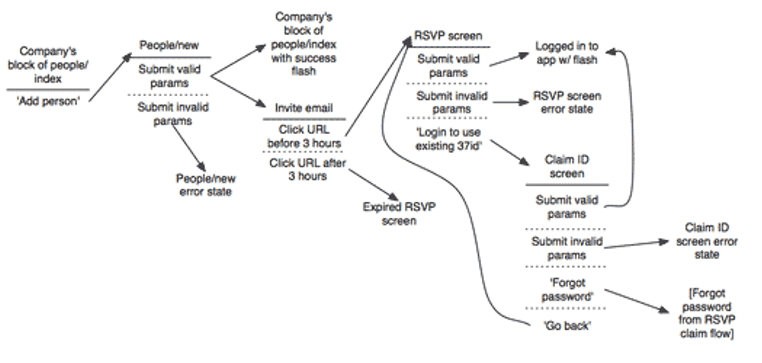 Company's
block of people/
index
'Add person'
People/new
Submit valid
params
Submit invalid
params
People/new
error state
Company's
block of
people/index
with success
flash
Invite email
Click URL
before 3 hours
Click URL after
3 hours
Expired RSVP
screen
RSVP screen
Submit valid
params
Submit invalid
params
'Login to use
existing 37id'
Logged in to
app w/ flash
RSVP screen
error state
Claim ID
screen
Submit valid
params
Submit invalid
params
'Forgot
password'
'Go back'
Claim ID
screen error
state
[Forgot
password
from RSVP
claim flow]